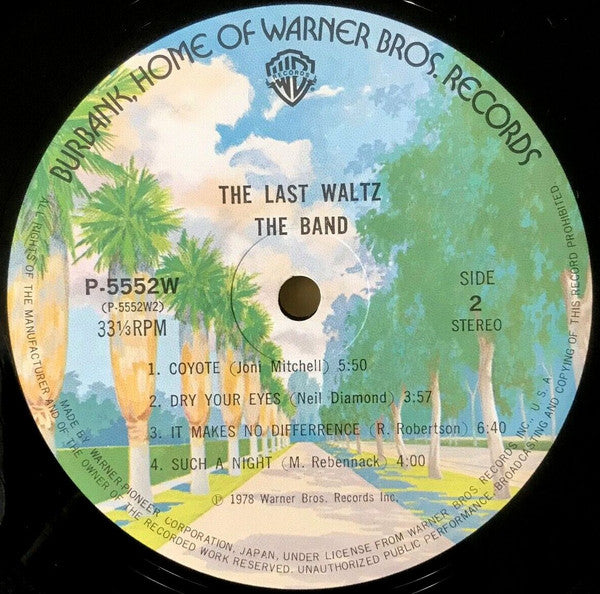 BURBANK, HOME OF WARNER BROS. RECORDS
RECORDS
THE LAST WALTZ
THE BAND
P-5552W
(P-5552W2)
33⅓RPM
SIDE
2
STEREO
1. COYOTE (Joni Mitchell) 5:50
2. DRY YOUR EYES (Neil Diamond) 3:57
3. IT MAKES NO DIFFERRENCE (R. Robertson) 6:40
4. SUCH A NIGHT (M. Rebennack) 4:00
℗ 1978 Warner Bros. Records Inc.
MADE BY WARNER-PIONEER CORPORATION, JAPAN, UNDER LICENSE FROM WARNER BROS RECORDS INC., U.S.A
ALL RIGHTS OF THE MANUFACTURER AND OF THE OWNER OF THE RECORDED WORK RESERVED. UNAUTHORIZED PUBLIC PERFORMANCE, BROADCASTING AND COPYING OF THIS RECORD PROHIBITED.